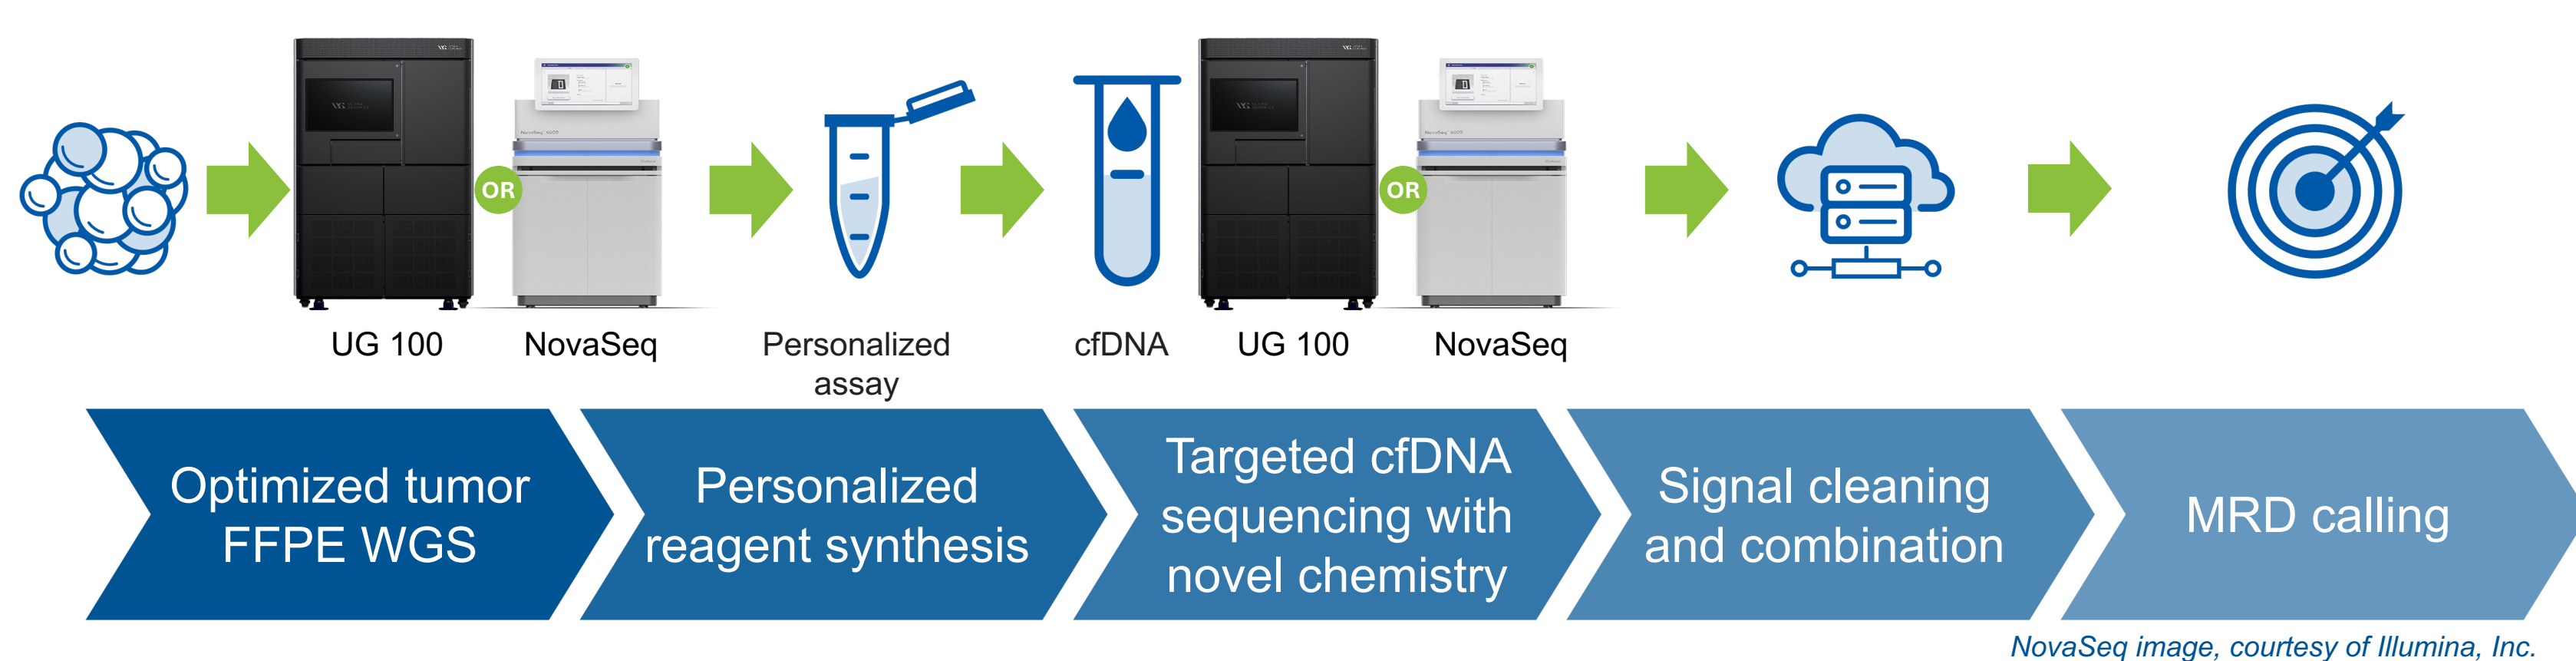 OR
OR
UG 100
NovaSeq
Personalized
assay
cfDNA
UG 100
NovaSeq
Optimized tumor
FFPE WGS
Personalized
reagent synthesis
Targeted cfDNA
sequencing with
novel chemistry
Signal cleaning
and combination
MRD calling
NovaSeq image, courtesy of Illumina, Inc.